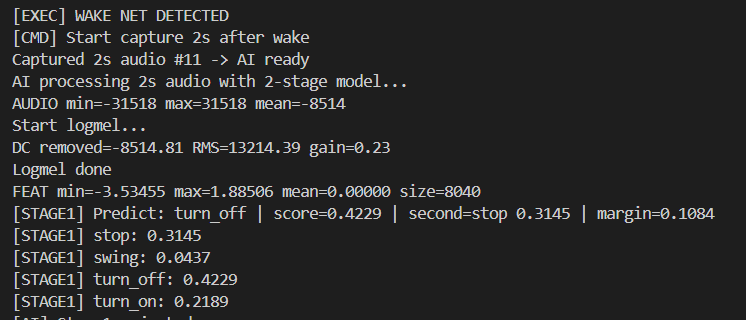 [EXEC] WAKE NET DETECTED
[CMD] Start capture 2s after wake
Captured 2s audio #11 -> AI ready
AI processing 2s audio with 2-stage model...
AUDIO min=-31518 max=31518 mean=-8514
Start logmel...
DC removed=-8514.81 RMS=13214.39 gain=0.23
Logmel done
FEAT min=-3.53455 max=1.88506 mean=0.00000 size=8040
[STAGE1] Predict: turn_off | score=0.4229 | second=stop 0.3145 | margin=0.1084
[STAGE1] stop: 0.3145
[STAGE1] swing: 0.0437
[STAGE1] turn_off: 0.4229
[STAGE1] turn_on: 0.2189